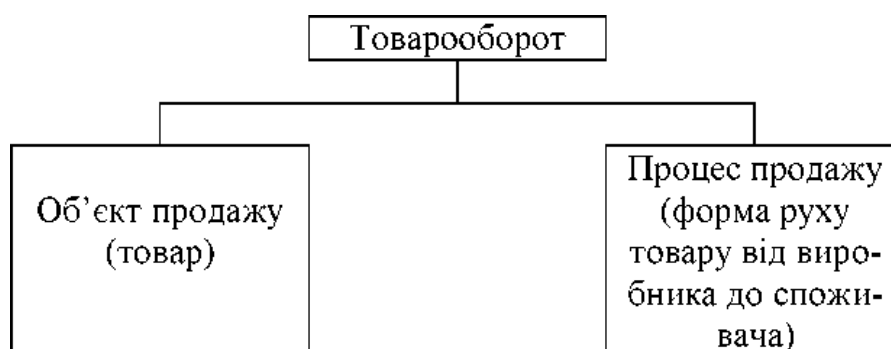 Товарооборот
Об’єкт продажу
(товар)
Процес продажу
(форма руху
товару від виро-
бника до спожи-
вача)